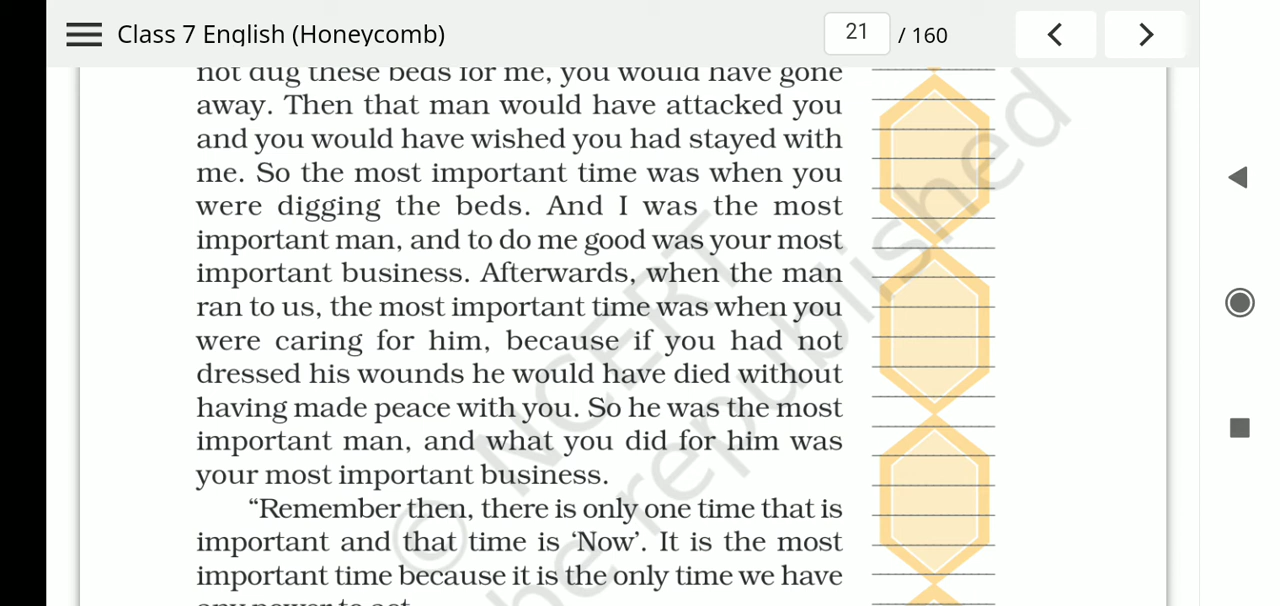 Class 7 English (Honeycomb)
21 / 160
not dug these beds for me, you would have gone
away. Then that man would have attacked you
and you would have wished you had stayed with
me. So the most important time was when you
were digging the beds. And I was the most
important man, and to do me good was your most
important business. Afterwards, when the man
ran to us, the most important time was when you
were caring for him, because if you had not
dressed his wounds he would have died without
having made peace with you. So he was the most
important man, and what you did for him was
your most important business.
“Remember then, there is only one time that is
important and that time is ‘Now’. It is the most
important time because it is the only time we have
any power to act.
© NCERT
be republished